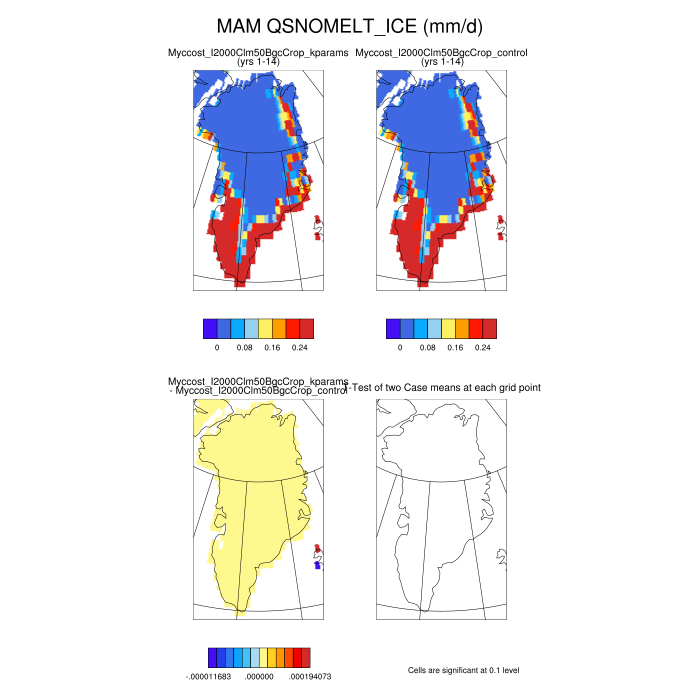 MAM QSNOMELT_ICE (mm/d)
Myccost_I2000Clm50BgcCrop_kparams
(yrs 1-14)
Myccost_I2000Clm50BgcCrop_control
(yrs 1-14)
0 0.08 0.16 0.24
0 0.08 0.16 0.24
Myccost_I2000Clm50BgcCrop_kparams
- Myccost_I2000Clm50BgcCrop_control
T-Test of two Case means at each grid point
-.000011683 .000000 .000194073
Cells are significant at 0.1 level